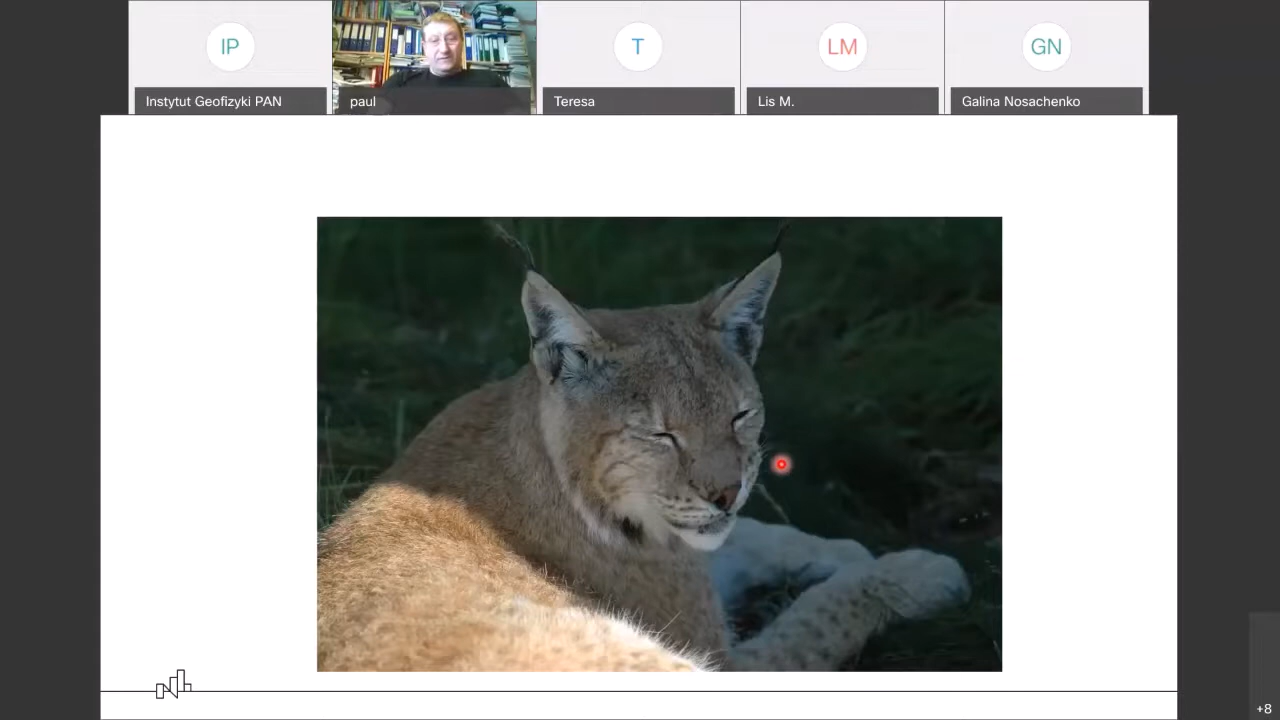 IP
T
LM
GN
Instytut Geofizyki PAN
paul
Teresa
Lis M.
Galina Nosachenko
+8